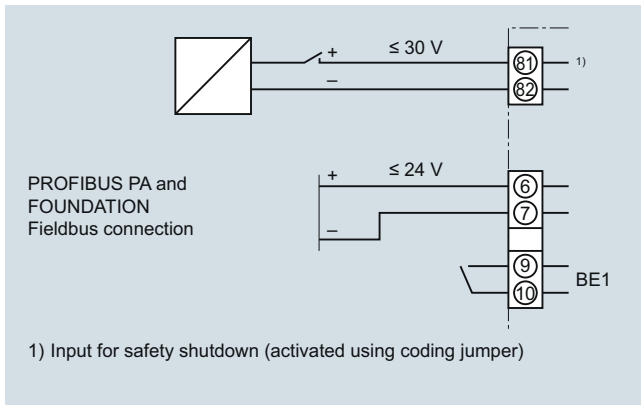 + ≤ 30 V
81 1)
– 82
PROFIBUS PA and
FOUNDATION
Fieldbus connection
+ ≤ 24 V
6
7
–
9
BE1
10
1) Input for safety shutdown (activated using coding jumper)